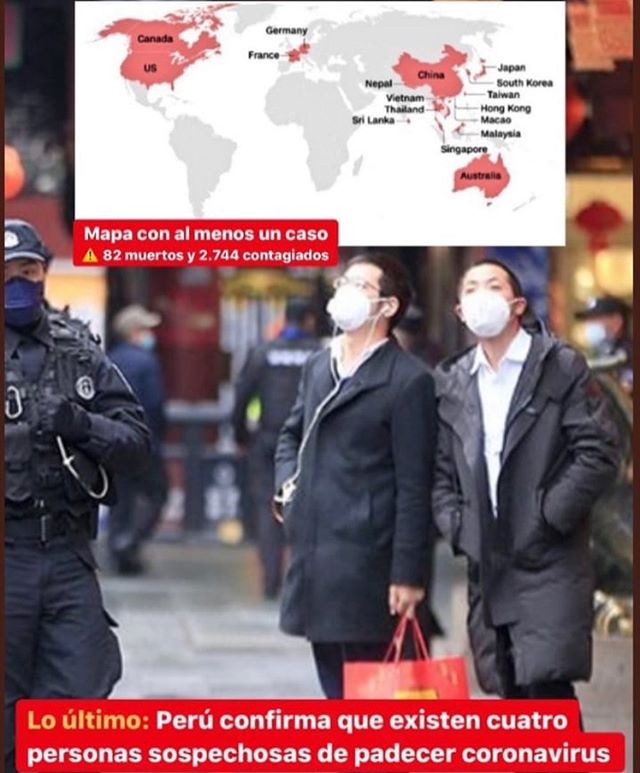 Canada
US
Germany
France
China
Japan
South Korea
Nepal
Taiwan
Vietnam
Hong Kong
Thailand
Macao
Sri Lanka
Malaysia
Singapore
Australia
Mapa con al menos un caso
⚠ 82 muertos y 2.744 contagiados
Lo último: Perú confirma que existen cuatro
personas sospechosas de padecer coronavirus